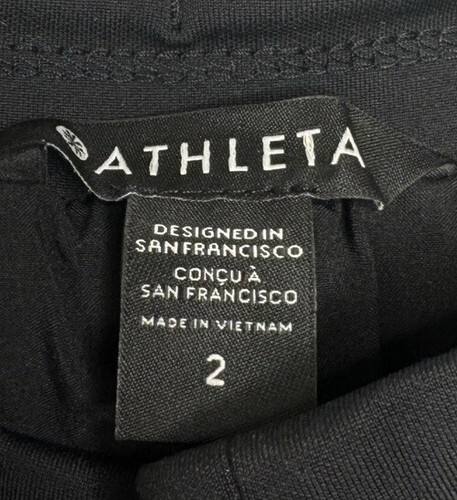 ATHLETA
DESIGNED IN
SAN FRANCISCO
CONÇU À
SAN FRANCISCO
MADE IN VIETNAM
2